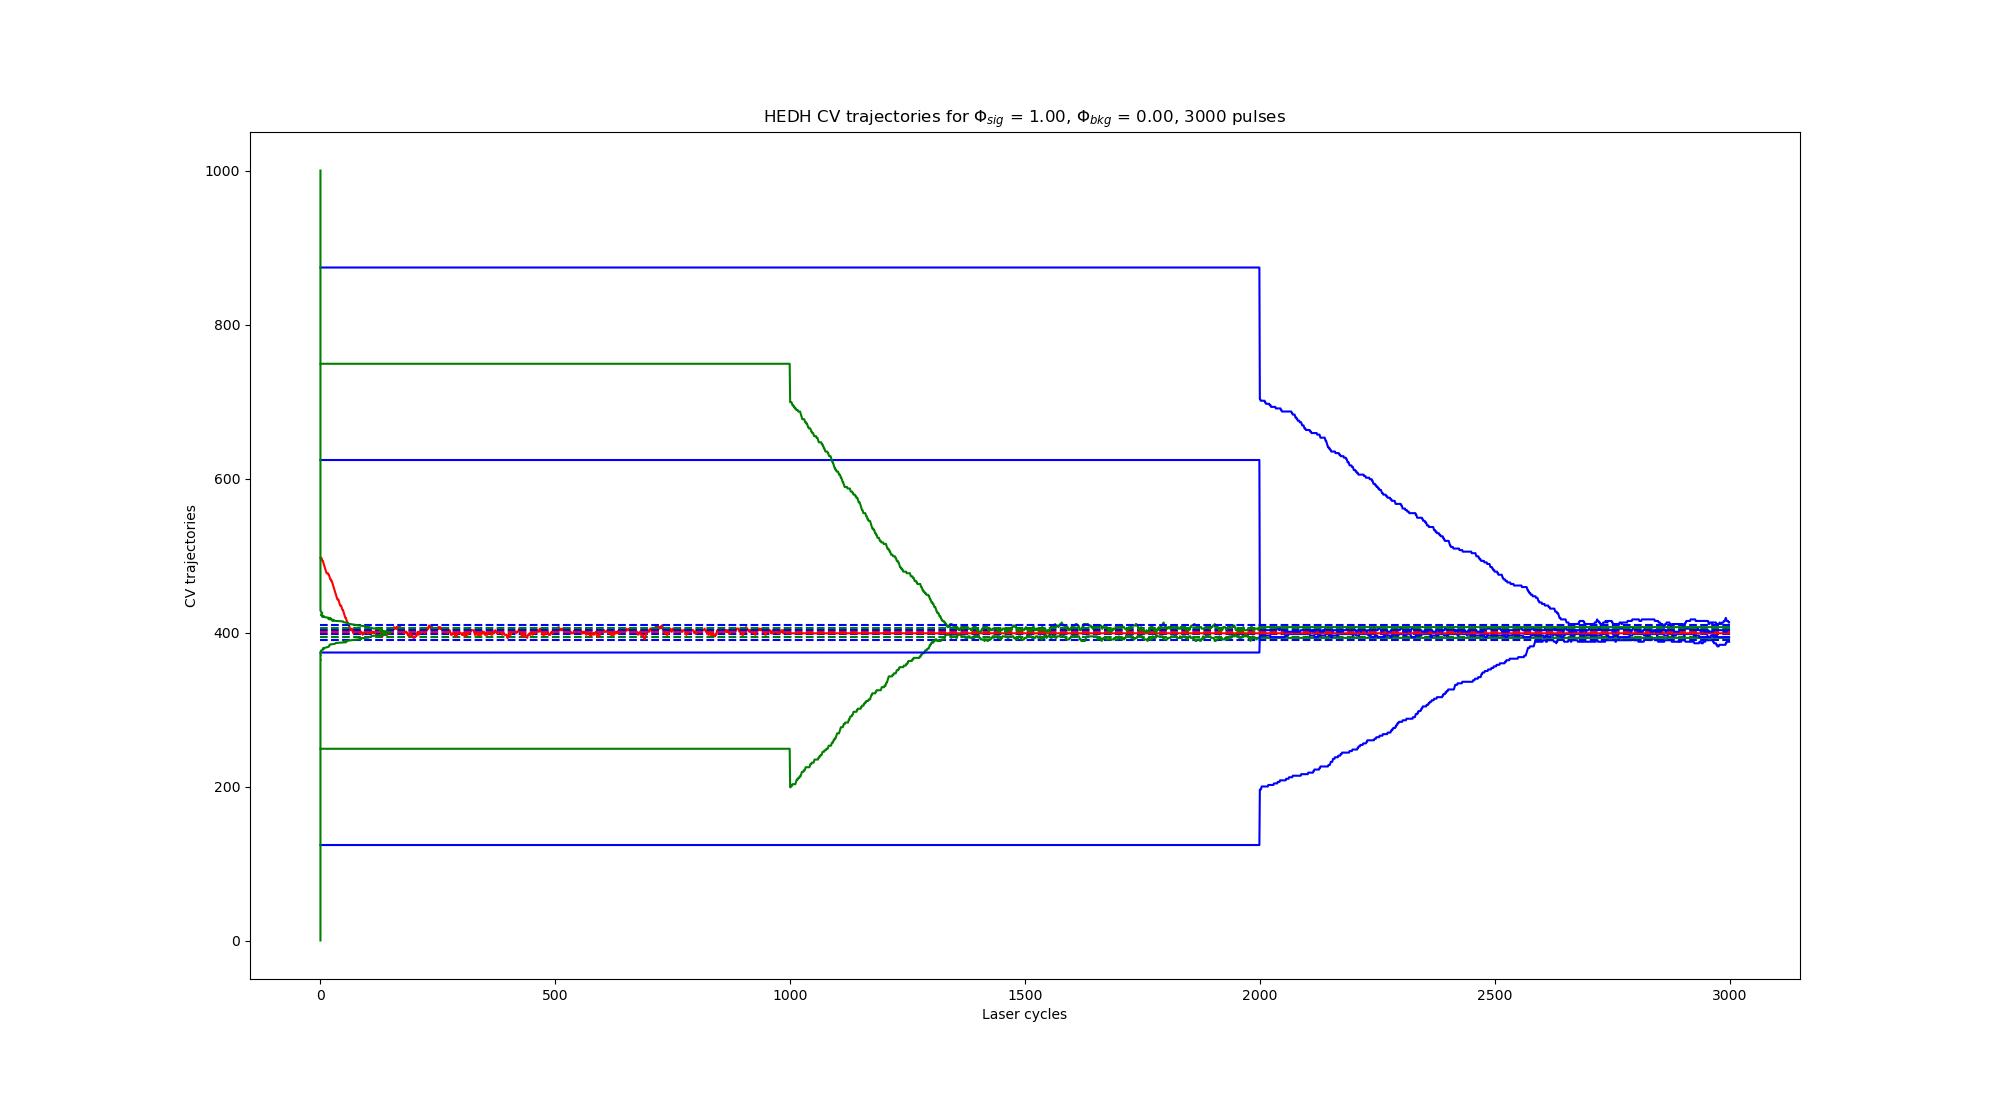 HEDH CV trajectories for Φsig = 1.00, Φbkg = 0.00, 3000 pulses
1000
800
600
400
200
0
CV trajectories
0 500 1000 1500 2000 2500 3000
Laser cycles